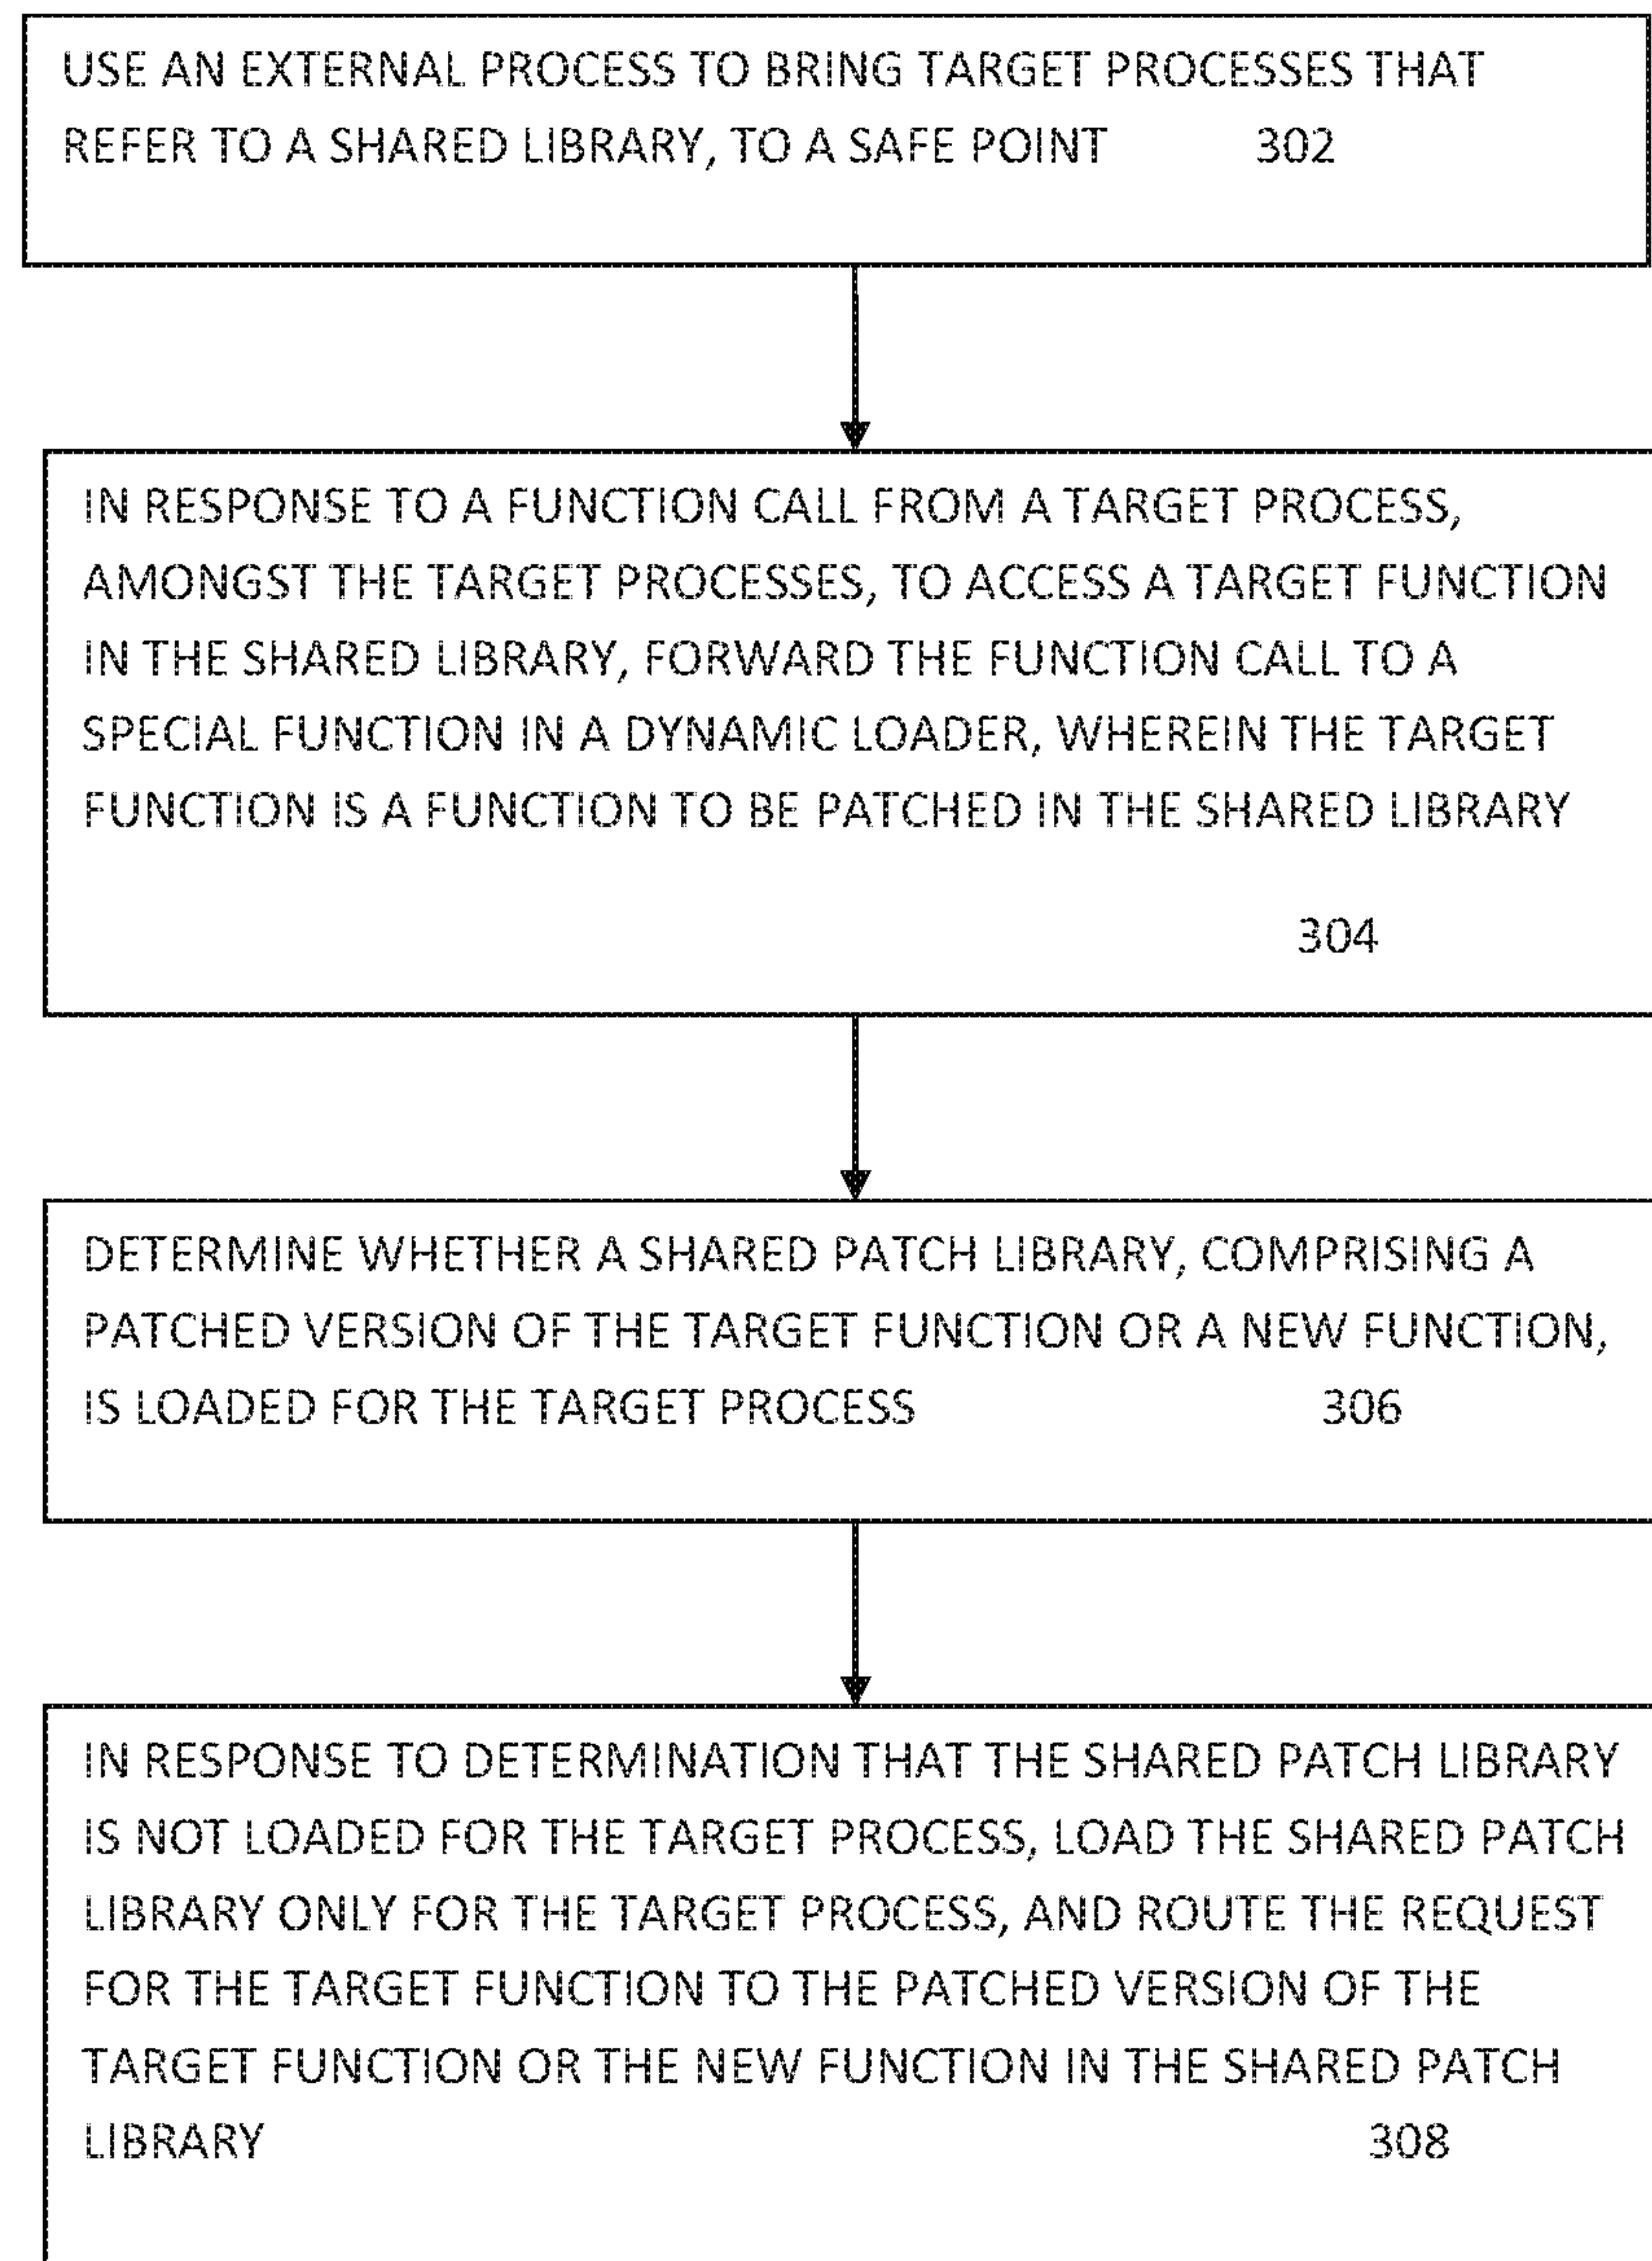 USE AN EXTERNAL PROCESS TO BRING TARGET PROCESSES THAT
REFER TO A SHARED LIBRARY, TO A SAFE POINT 302
IN RESPONSE TO A FUNCTION CALL FROM A TARGET PROCESS,
AMONGST THE TARGET PROCESSES, TO ACCESS A TARGET FUNCTION
IN THE SHARED LIBRARY, FORWARD THE FUNCTION CALL TO A
SPECIAL FUNCTION IN A DYNAMIC LOADER, WHEREIN THE TARGET
FUNCTION IS A FUNCTION TO BE PATCHED IN THE SHARED LIBRARY
304
DETERMINE WHETHER A SHARED PATCH LIBRARY, COMPRISING A
PATCHED VERSION OF THE TARGET FUNCTION OR A NEW FUNCTION,
IS LOADED FOR THE TARGET PROCESS 306
IN RESPONSE TO DETERMINATION THAT THE SHARED PATCH LIBRARY
IS NOT LOADED FOR THE TARGET PROCESS, LOAD THE SHARED PATCH
LIBRARY ONLY FOR THE TARGET PROCESS, AND ROUTE THE REQUEST
FOR THE TARGET FUNCTION TO THE PATCHED VERSION OF THE
TARGET FUNCTION OR THE NEW FUNCTION IN THE SHARED PATCH
LIBRARY 308